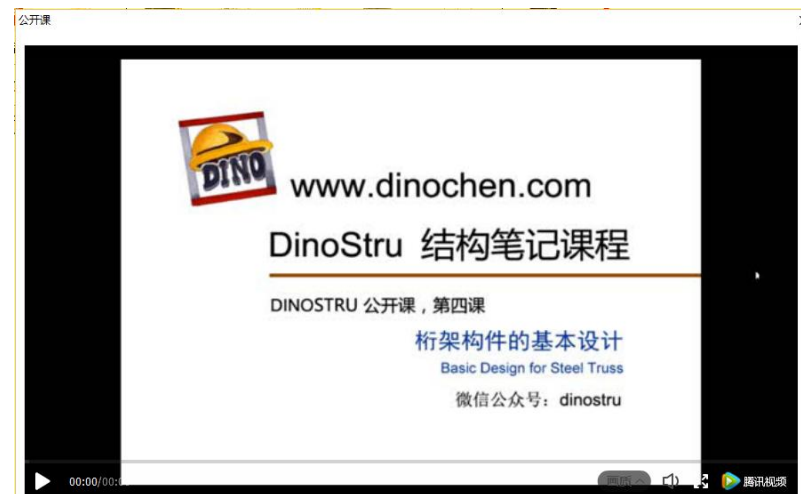 公开课
DINO
www.dinochen.com
DinoStru 结构笔记课程
DINOSTRU 公开课，第四课
桁架构件的基本设计
Basic Design for Steel Truss
微信公众号：dinostru
00:00/00:0
画质
腾讯视频